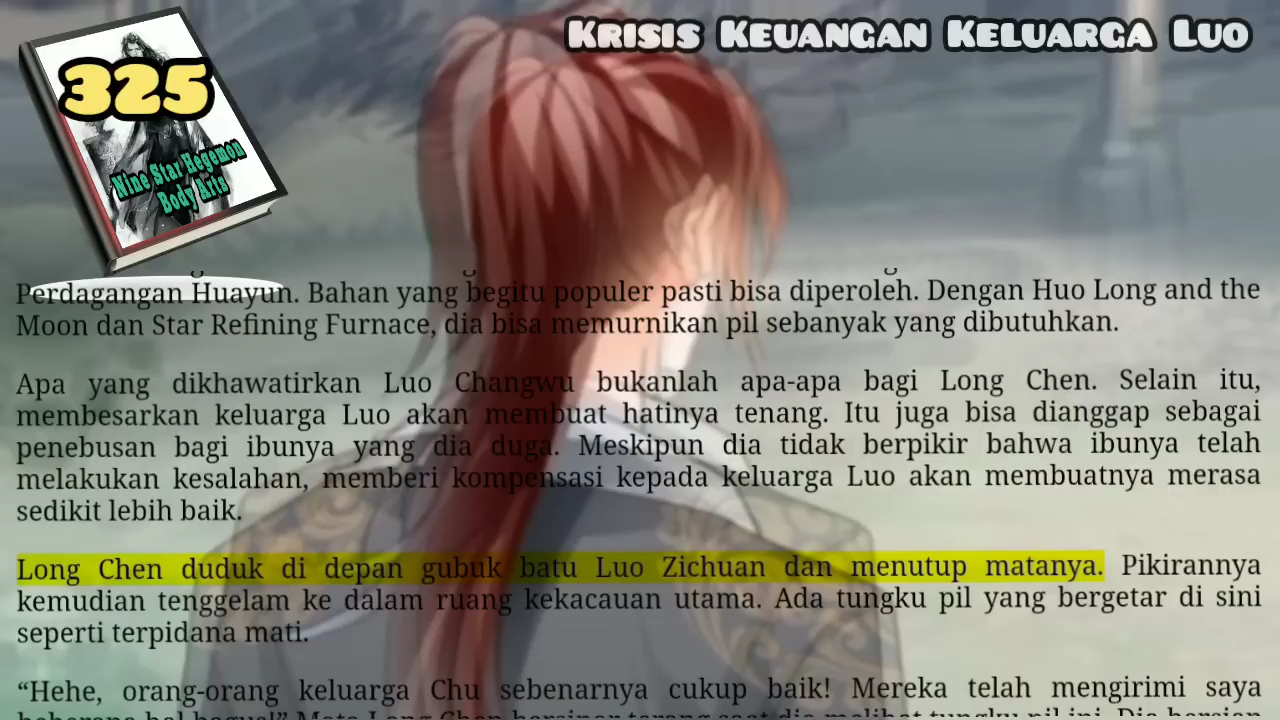 Krisis Keuangan Keluarga Luo
325
Nine Star Hegemon
Body Arts
Perdagangan Huayun. Bahan yang begitu populer pasti bisa diperoleh. Dengan Huo Long and the
Moon dan Star Refining Furnace, dia bisa memurnikan pil sebanyak yang dibutuhkan.
Apa yang dikhawatirkan Luo Changwu bukanlah apa-apa bagi Long Chen. Selain itu,
membesarkan keluarga Luo akan membuat hatinya tenang. Itu juga bisa dianggap sebagai
penebusan bagi ibunya yang dia duga. Meskipun dia tidak berpikir bahwa ibunya telah
melakukan kesalahan, memberi kompensasi kepada keluarga Luo akan membuatnya merasa
sedikit lebih baik.
Long Chen duduk di depan gubuk batu Luo Zichuan dan menutup matanya. Pikirannya
kemudian tenggelam ke dalam ruang kekacauan utama. Ada tungku pil yang bergetar di sini
seperti terpidana mati.
“Hehe, orang-orang keluarga Chu sebenarnya cukup baik! Mereka telah mengirimi saya